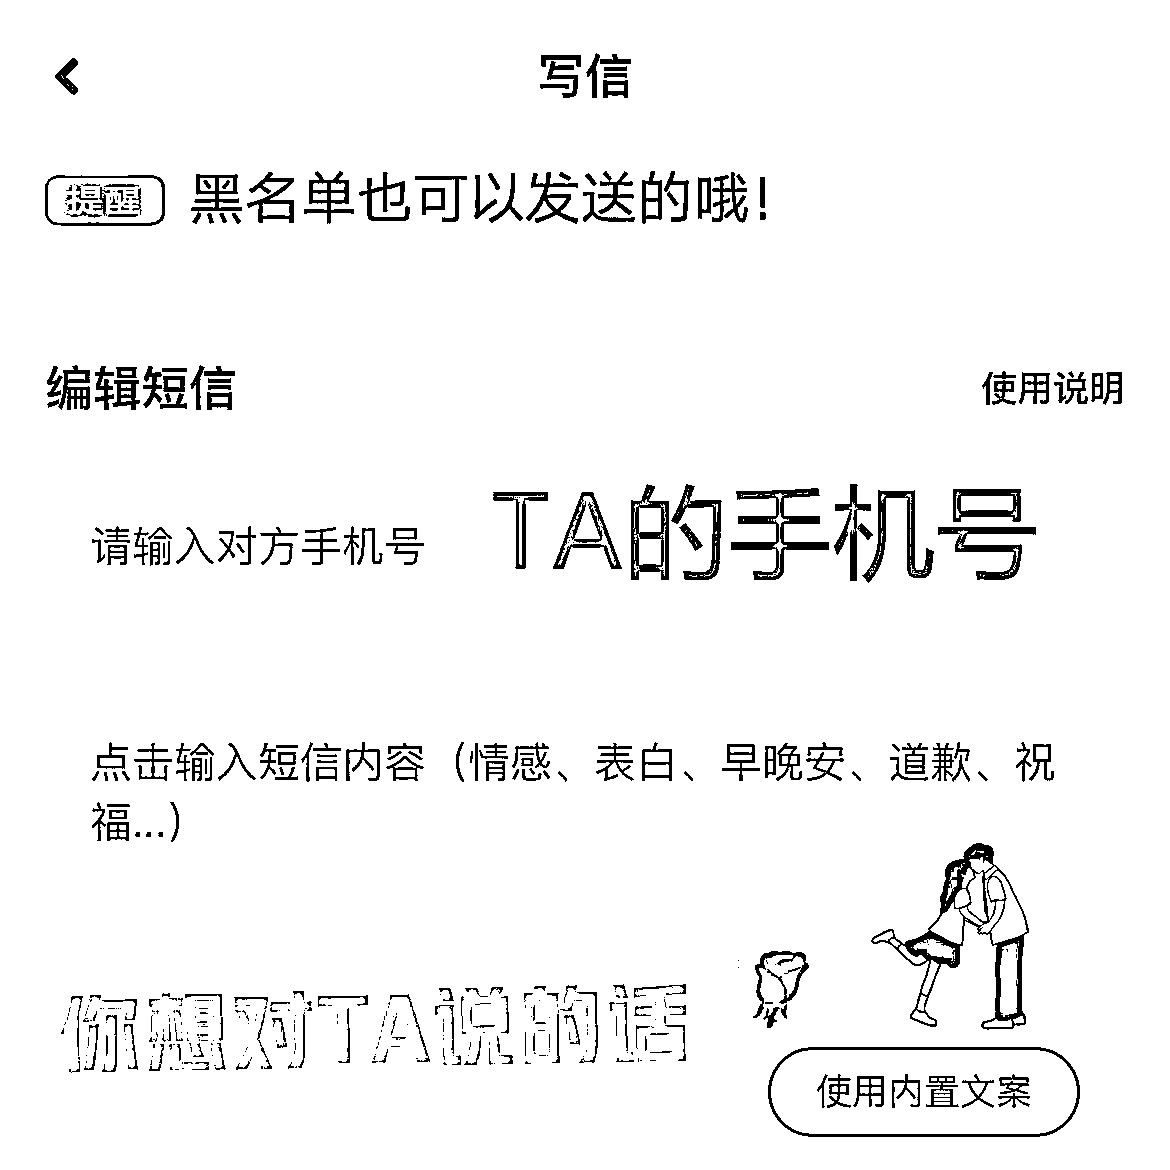 写信
提醒 黑名单也可以发送的哦!
编辑短信 使用说明
请输入对方手机号 TA的手机号
点击输入短信内容（情感、表白、早晚安、道歉、祝
福...）
你想对TA说的话
使用内置文案